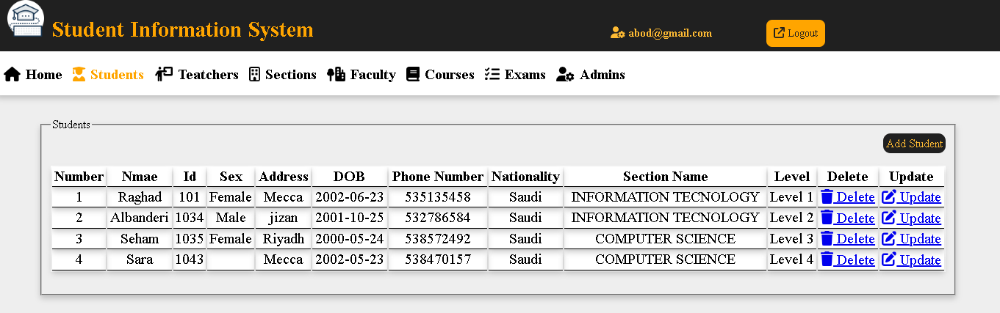 Student Information System
abod@gmail.com Logout
Home Students Teatchers Sections Faculty Courses Exams Admins
Students
Add Student
Number Nmae Id Sex Address DOB Phone Number Nationality Section Name Level Delete Update
1 Raghad 101 Female Mecca 2002-06-23 535135458 Saudi INFORMATION TECNOLOGY Level 1 Delete Update
2 Albanderi 1034 Male jizan 2001-10-25 532786584 Saudi INFORMATION TECNOLOGY Level 2 Delete Update
3 Seham 1035 Female Riyadh 2000-05-24 538572492 Saudi COMPUTER SCIENCE Level 3 Delete Update
4 Sara 1043 Mecca 2002-05-23 538470157 Saudi COMPUTER SCIENCE Level 4 Delete Update